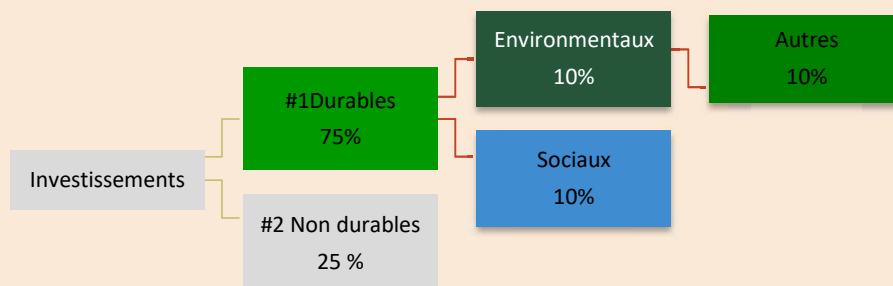 Investissements
#1Durables
75%
#2 Non durables
25 %
Environmentaux
10%
Sociaux
10%
Autres
10%